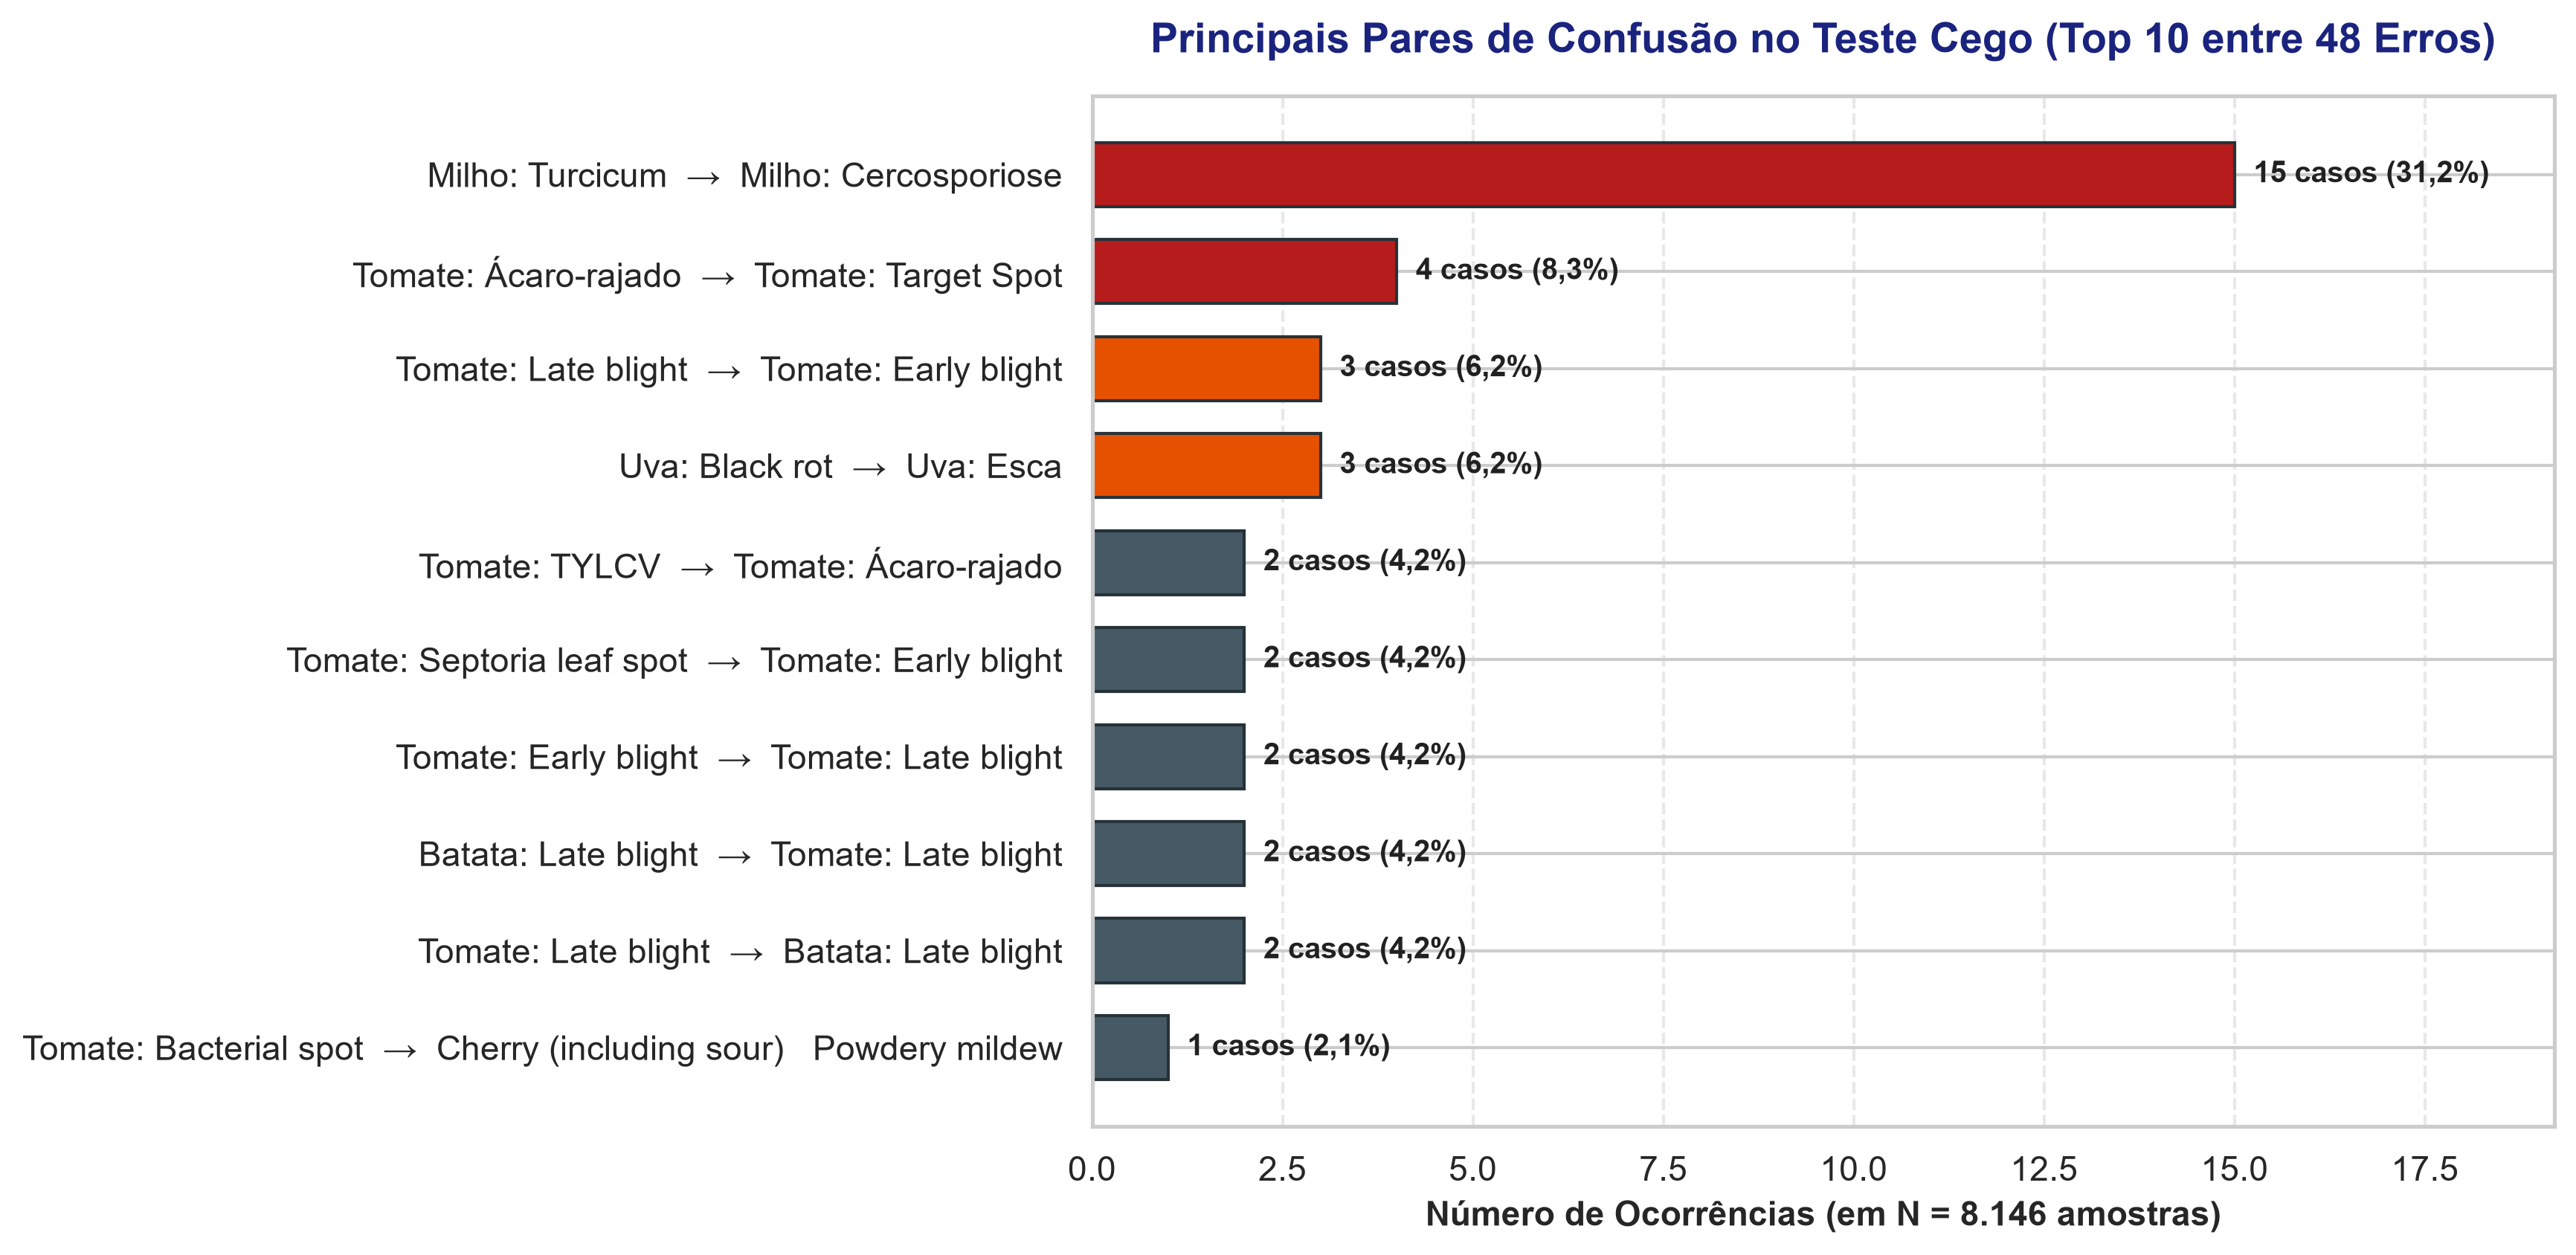 Principais Pares de Confusão no Teste Cego (Top 10 entre 48 Erros)
Milho: Turcicum → Milho: Cercosporiose 15 casos (31,2%)
Tomate: Ácaro-rajado → Tomate: Target Spot 4 casos (8,3%)
Tomate: Late blight → Tomate: Early blight 3 casos (6,2%)
Uva: Black rot → Uva: Esca 3 casos (6,2%)
Tomate: TYLCV → Tomate: Ácaro-rajado 2 casos (4,2%)
Tomate: Septoria leaf spot → Tomate: Early blight 2 casos (4,2%)
Tomate: Early blight → Tomate: Late blight 2 casos (4,2%)
Batata: Late blight → Tomate: Late blight 2 casos (4,2%)
Tomate: Late blight → Batata: Late blight 2 casos (4,2%)
Tomate: Bacterial spot → Cherry (including sour) Powdery mildew 1 casos (2,1%)
0.0 2.5 5.0 7.5 10.0 12.5 15.0 17.5
Número de Ocorrências (em N = 8.146 amostras)